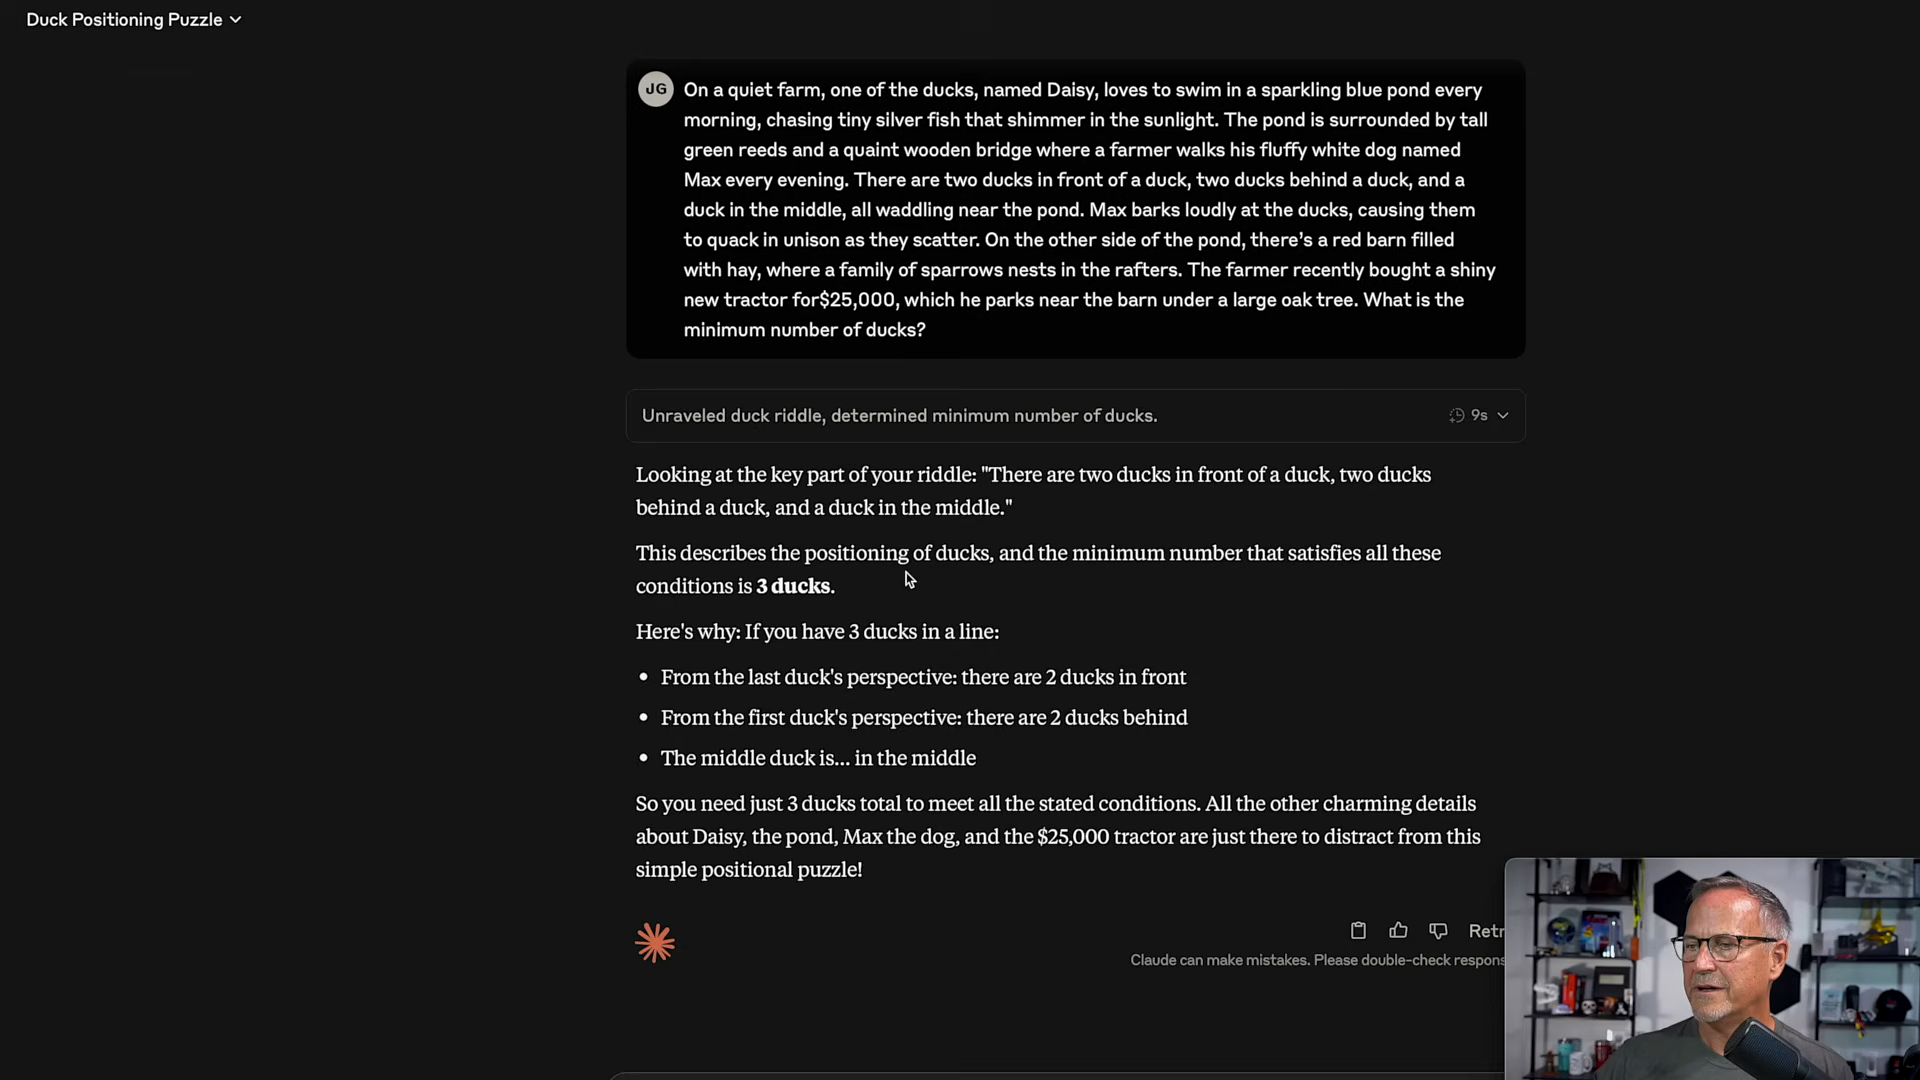 Duck Positioning Puzzle
JG
On a quiet farm, one of the ducks, named Daisy, loves to swim in a sparkling blue pond every
morning, chasing tiny silver fish that shimmer in the sunlight. The pond is surrounded by tall
green reeds and a quaint wooden bridge where a farmer walks his fluffy white dog named
Max every evening. There are two ducks in front of a duck, two ducks behind a duck, and a
duck in the middle, all waddling near the pond. Max barks loudly at the ducks, causing them
to quack in unison as they scatter. On the other side of the pond, there's a red barn filled
with hay, where a family of sparrows nests in the rafters. The farmer recently bought a shiny
new tractor for$25,000, which he parks near the barn under a large oak tree. What is the
minimum number of ducks?
Unraveled duck riddle, determined minimum number of ducks.
9s
Looking at the key part of your riddle: "There are two ducks in front of a duck, two ducks
behind a duck, and a duck in the middle."
This describes the positioning of ducks, and the minimum number that satisfies all these
conditions is 3 ducks.
Here's why: If you have 3 ducks in a line:
• From the last duck's perspective: there are 2 ducks in front
• From the first duck's perspective: there are 2 ducks behind
• The middle duck is... in the middle
So you need just 3 ducks total to meet all the stated conditions. All the other charming details
about Daisy, the pond, Max the dog, and the $25,000 tractor are just there to distract from this
simple positional puzzle!
Retr
Claude can make mistakes. Please double-check respons